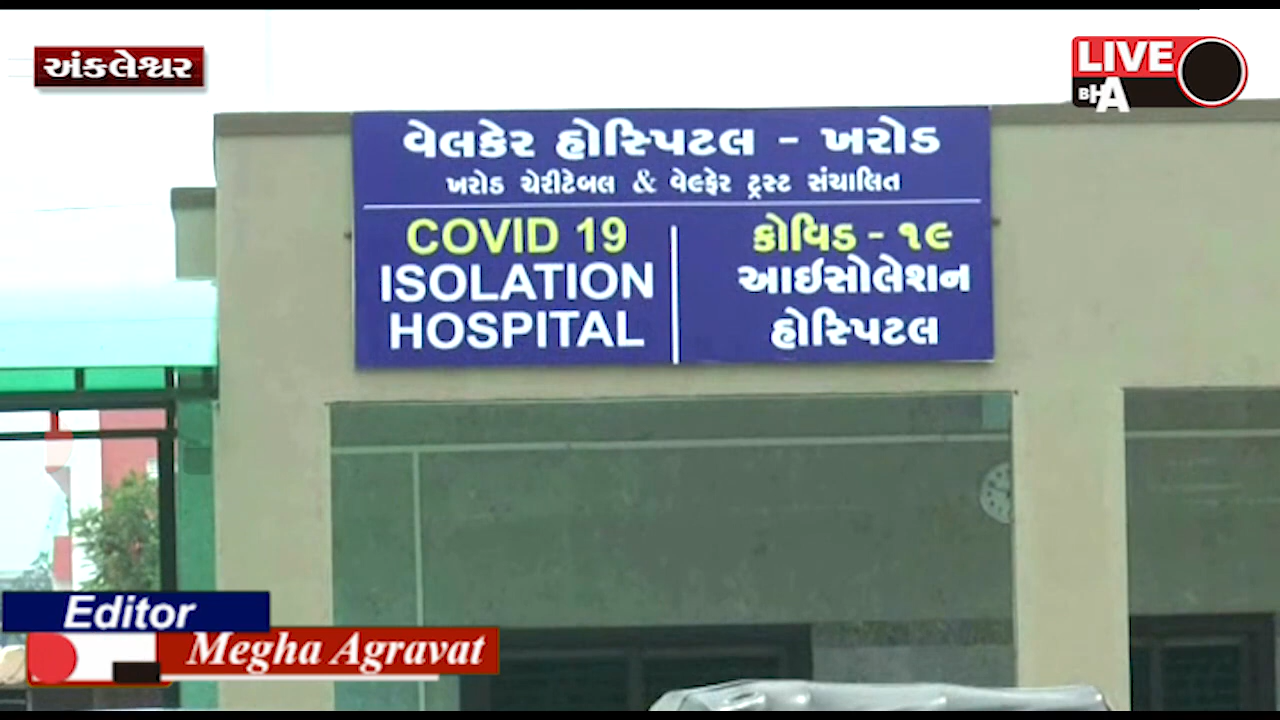 અંકલેશ્વર
LIVE
BHA
વેલકેર હોસ્પિટલ - ખરોડ
ખરોડ ચેરીટેબલ & વેલ્ફેર ટ્રસ્ટ સંચાલિત
COVID 19
ISOLATION
HOSPITAL
કોવિડ - ૧૯
આઈસોલેશન
હોસ્પિટલ
Editor
Megha Agravat